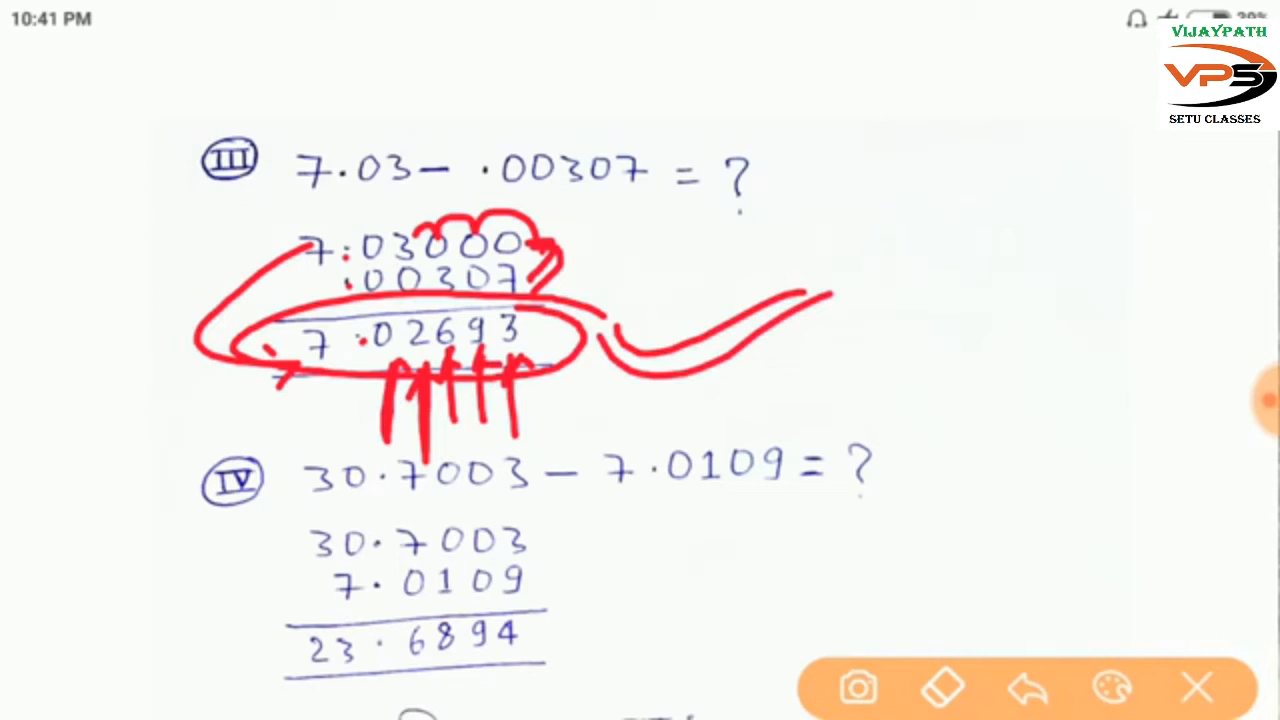 10:41 PM
39%
VIJAYPATH
VPS
SETU CLASSES
III 7.03 - .00307 = ?
7.03000
.00307
7.02693
IV 30.7003 - 7.0109 = ?
30.7003
7.0109
23.6894